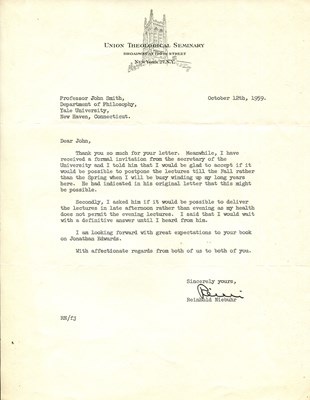 UNION THEOLOGICAL SEMINARY
BROADWAY AT 120TH STREET
NEW YORK 27, N.Y.
Professor John Smith,
October 12th, 1959.
Department of Philosophy,
Yale University,
New Haven, Connecticut.
Dear John,
Thank you so much for your letter. Meanwhile, I have
received a formal invitation from the secretary of the
University and I told him that I would be glad to accept if it
would be possible to postpone the lectures till the Fall rather
than the Spring when I will be busy winding up my long years
here. He had indicated in his original letter that this might
be possible.
Secondly, I asked him if it would be possible to deliver
the lectures in late afternoon rather than evening as my health
does not permit the evening lectures. I said that I would wait
with a definitive answer until I heard from him.
I am looking forward with great expectations to your book
on Jonathan Edwards.
With affectionate regards from both of us to both of you.
Sincerely yours,
Reinhold Niebuhr
RN/fj